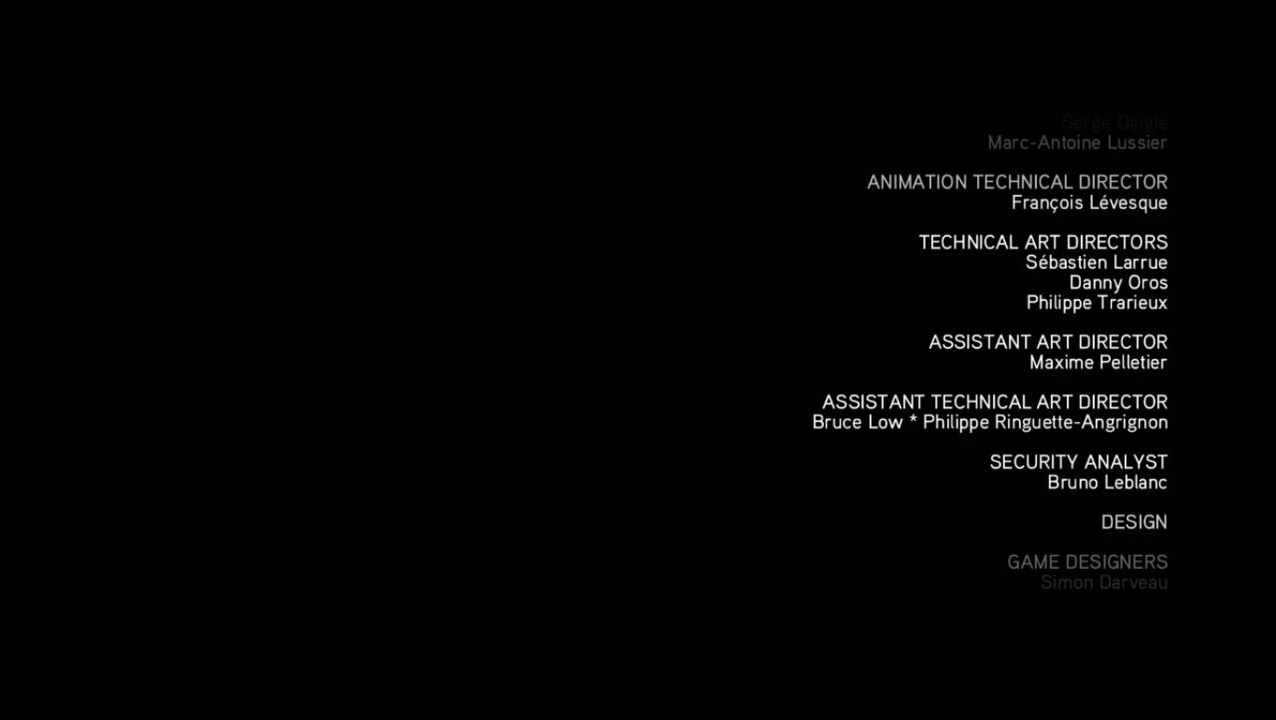 Serge Daigle
Marc-Antoine Lussier
ANIMATION TECHNICAL DIRECTOR
François Lévesque
TECHNICAL ART DIRECTORS
Sébastien Larrue
Danny Oros
Philippe Trarieux
ASSISTANT ART DIRECTOR
Maxime Pelletier
ASSISTANT TECHNICAL ART DIRECTOR
Bruce Low * Philippe Ringuette-Angrignon
SECURITY ANALYST
Bruno Leblanc
DESIGN
GAME DESIGNERS
Simon Darveau